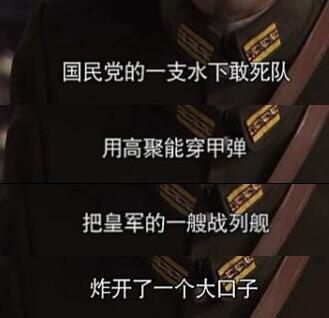 国民党的一支水下敢死队
用高聚能穿甲弹
把皇军的一艘战列舰
炸开了一个大口子